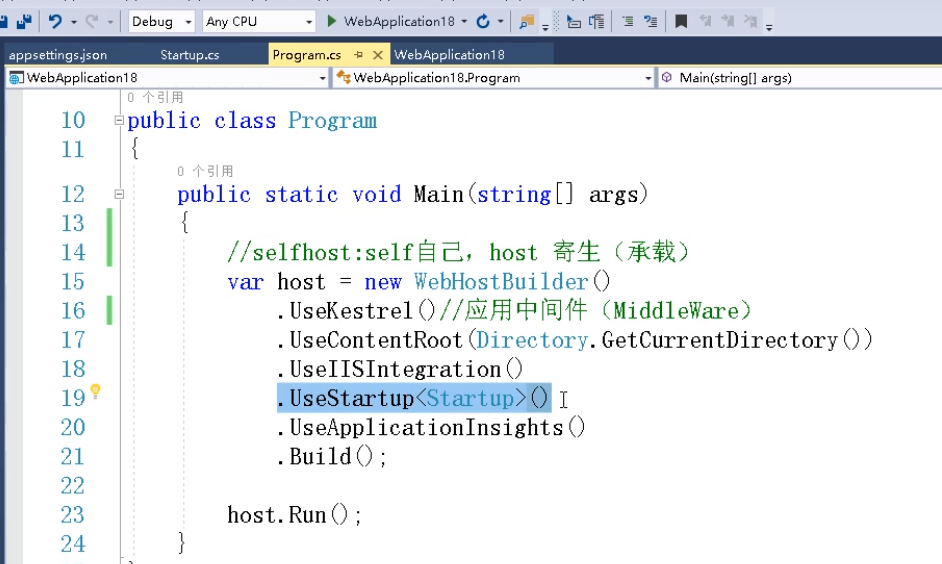 Debug Any CPU WebApplication18
appsettings.json Startup.cs Program.cs WebApplication18
WebApplication18 WebApplication18.Program Main(string[] args)
0 个引用
10 public class Program
11 {
0 个引用
12 public static void Main(string[] args)
13 {
14 //selfhost:self自己，host 寄生（承载）
15 var host = new WebHostBuilder()
16 .UseKestrel()//应用中间件（MiddleWare）
17 .UseContentRoot(Directory.GetCurrentDirectory())
18 .UseIISIntegration()
19 .UseStartup<Startup>()
20 .UseApplicationInsights()
21 .Build();
22
23 host.Run();
24 }